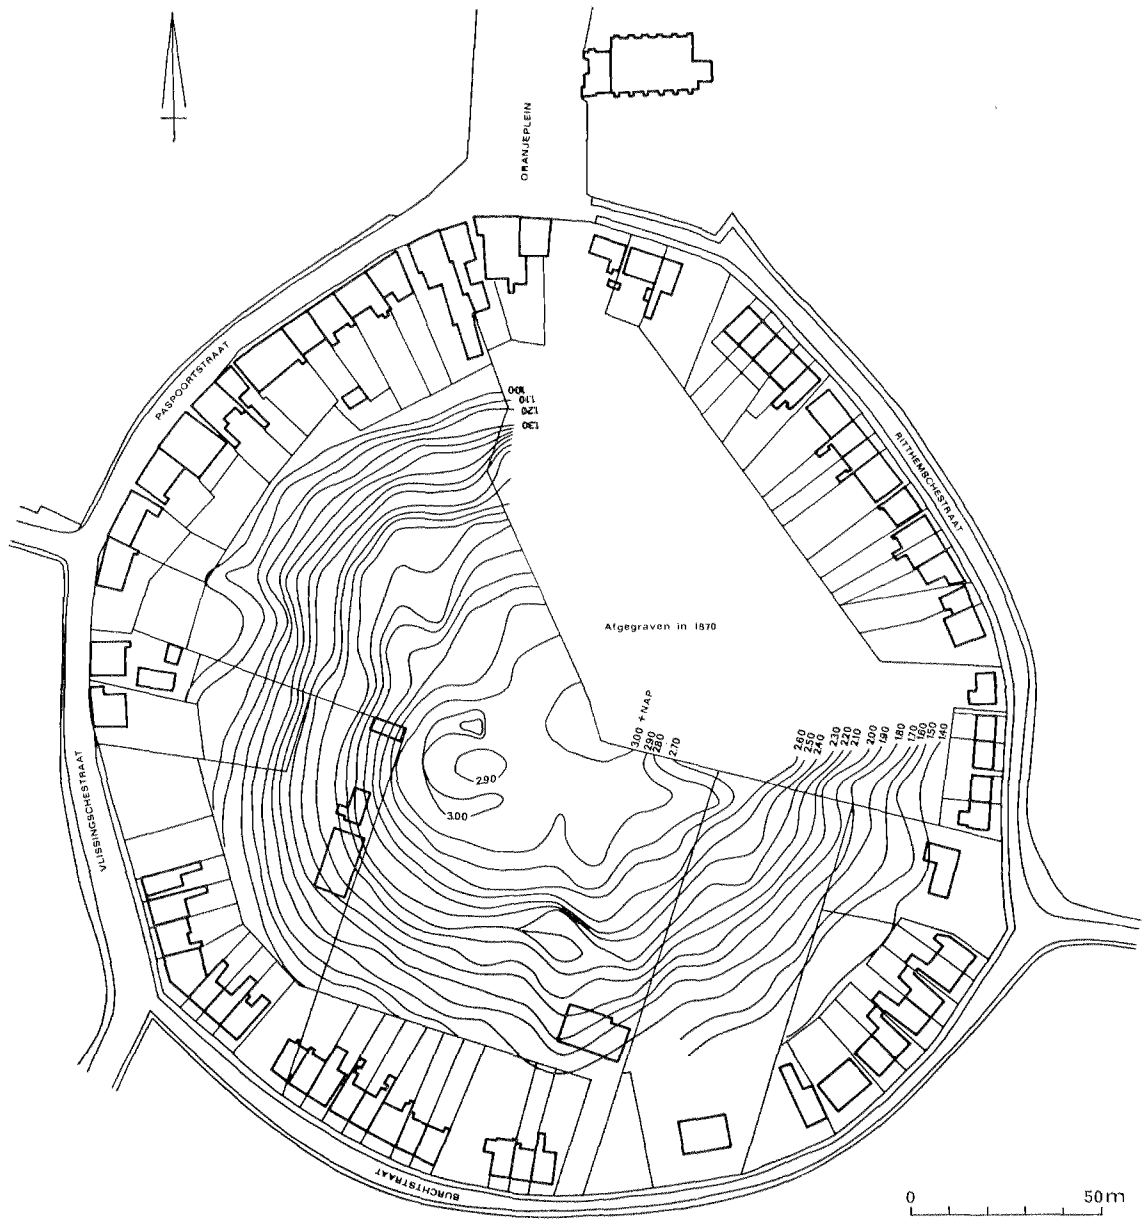 ORANJEPLEIN
PASPOORTSTRAAT
RITTHEMSCHESTRAAT
1.00
1.10
1.20
1.30
Afgegraven in 1870
3.00 + NAP
2.90
2.80
2.70
2.60
2.50
2.40
2.30
2.20
2.10
2.00
1.90
1.80
1.70
1.60
1.50
1.40
2.90
3.00
VLISSINGSCHESTRAAT
BURCHTSTRAAT
0 50m